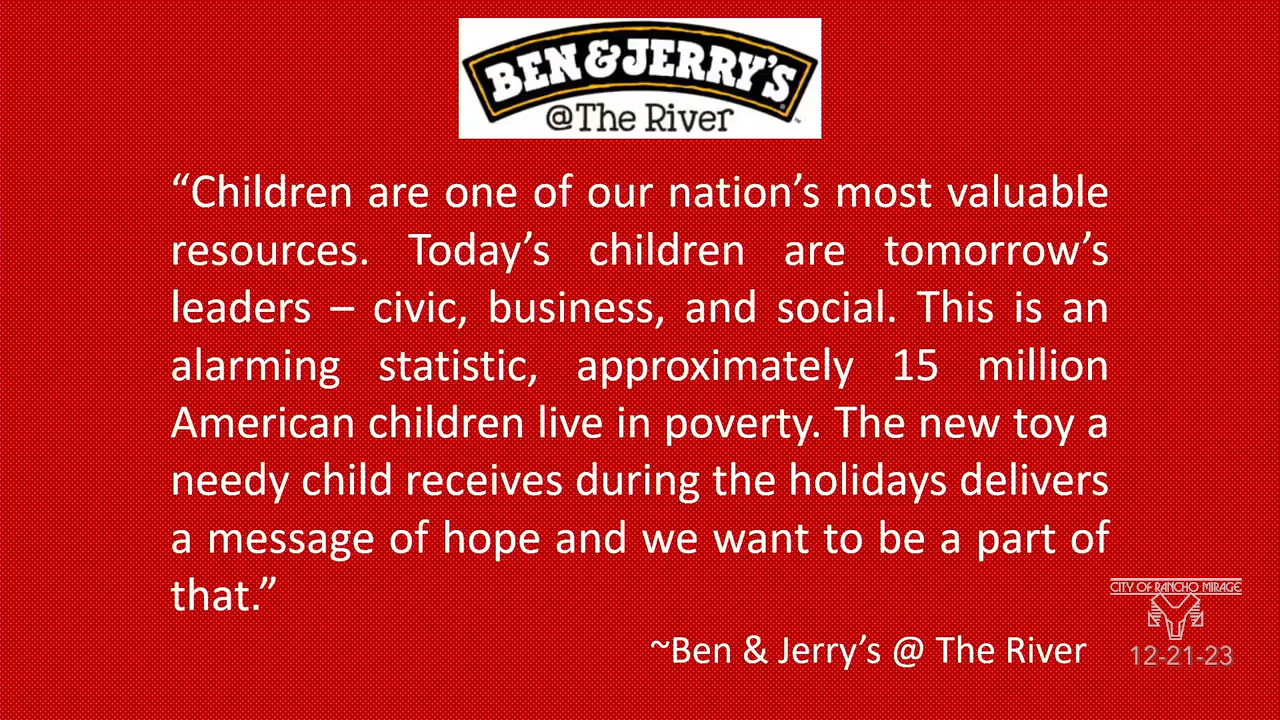 BEN & JERRY'S
@The River
“Children are one of our nation’s most valuable
resources. Today’s children are tomorrow’s
leaders – civic, business, and social. This is an
alarming statistic, approximately 15 million
American children live in poverty. The new toy a
needy child receives during the holidays delivers
a message of hope and we want to be a part of
that.”
~Ben & Jerry’s @ The River
CITY OF RANCHO MIRAGE
12-21-23